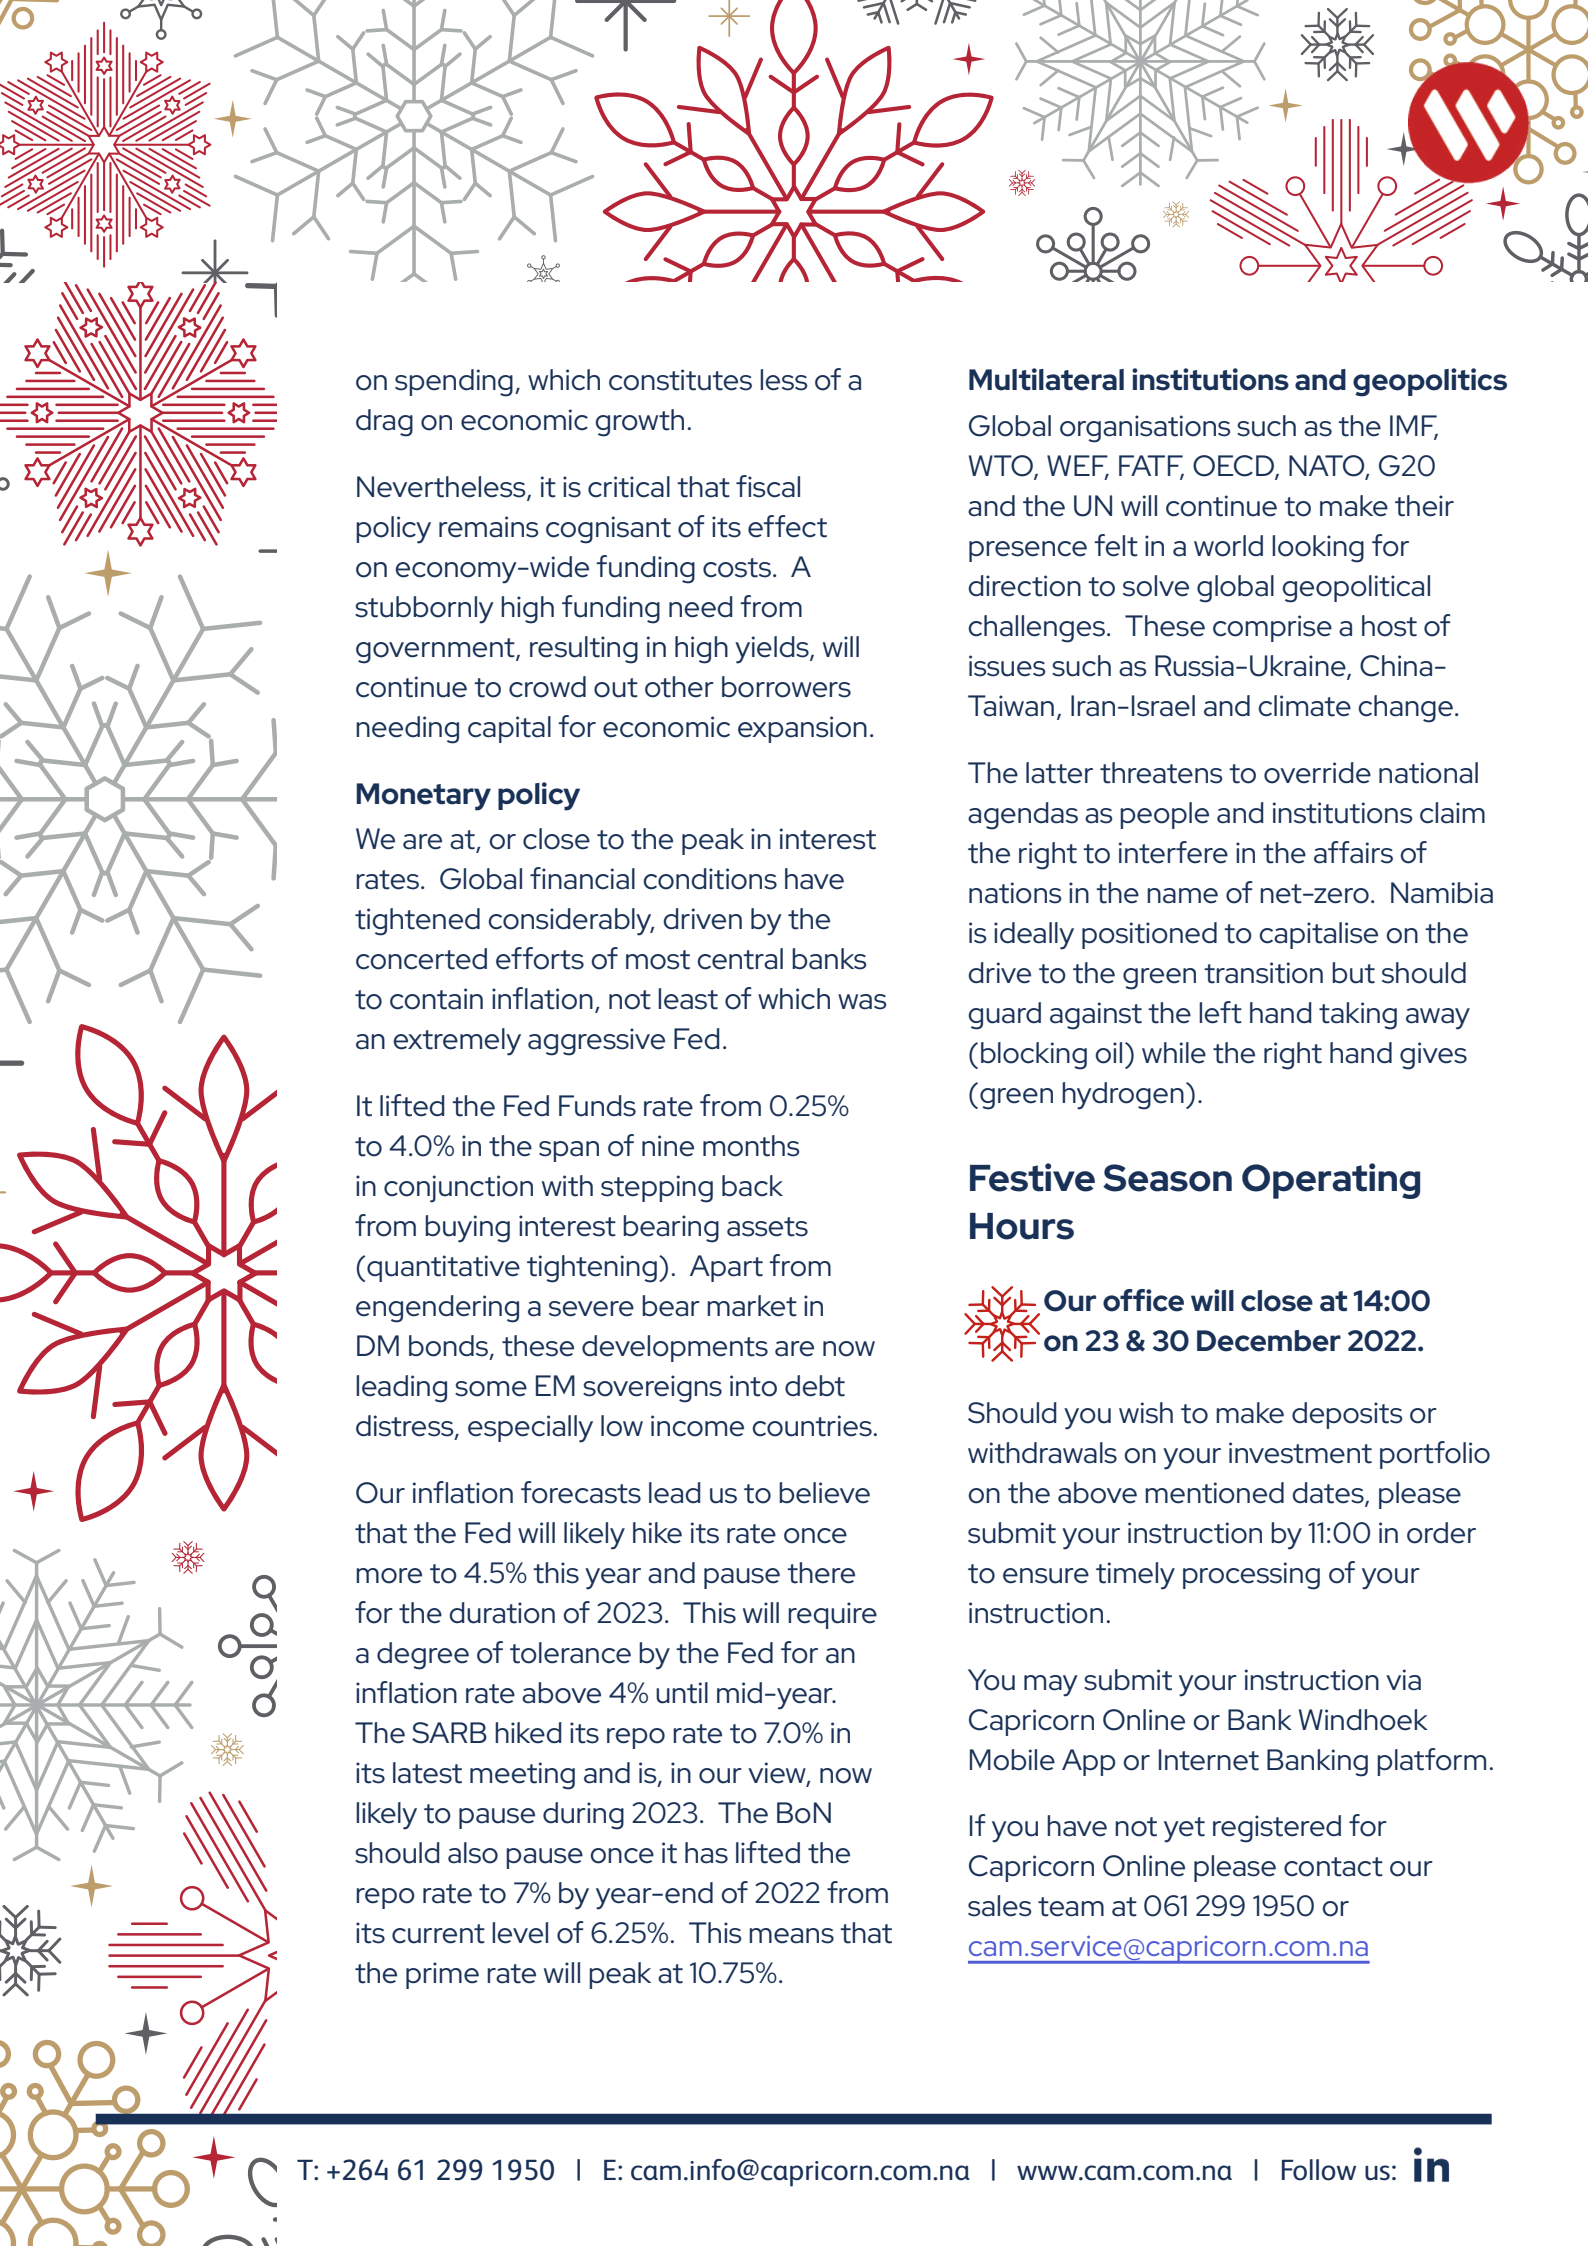 on spending, which constitutes less of a
drag on economic growth.
Nevertheless, it is critical that fiscal
policy remains cognisant of its effect
on economy-wide funding costs.  A
stubbornly high funding need from
government, resulting in high yields, will
continue to crowd out other borrowers
needing capital for economic expansion.
Monetary policy
We are at, or close to the peak in interest
rates.  Global financial conditions have
tightened considerably, driven by the
concerted efforts of most central banks
to contain inflation, not least of which was
an extremely aggressive Fed.
It lifted the Fed Funds rate from 0.25%
to 4.0% in the span of nine months
in conjunction with stepping back
from buying interest bearing assets
(quantitative tightening).  Apart from
engendering a severe bear market in
DM bonds, these developments are now
leading some EM sovereigns into debt
distress, especially low income countries.
Our inflation forecasts lead us to believe
that the Fed will likely hike its rate once
more to 4.5% this year and pause there
for the duration of 2023.  This will require
a degree of tolerance by the Fed for an
inflation rate above 4% until mid-year.
The SARB hiked its repo rate to 7.0% in
its latest meeting and is, in our view, now
likely to pause during 2023.  The BoN
should also pause once it has lifted the
repo rate to 7% by year-end of 2022 from
its current level of 6.25%.  This means that
the prime rate will peak at 10.75%.
Multilateral institutions and geopolitics
Global organisations such as the IMF,
WTO, WEF, FATF, OECD, NATO, G20
and the UN will continue to make their
presence felt in a world looking for
direction to solve global geopolitical
challenges.  These comprise a host of
issues such as Russia-Ukraine, China-
Taiwan, Iran-Israel and climate change.
The latter threatens to override national
agendas as people and institutions claim
the right to interfere in the affairs of
nations in the name of net-zero.  Namibia
is ideally positioned to capitalise on the
drive to the green transition but should
guard against the left hand taking away
(blocking oil) while the right hand gives
(green hydrogen).
Festive Season Operating
Hours
Our office will close at 14:00
on 23 & 30 December 2022.
Should you wish to make deposits or
withdrawals on your investment portfolio
on the above mentioned dates, please
submit your instruction by 11:00 in order
to ensure timely processing of your
instruction.
You may submit your instruction via
Capricorn Online or Bank Windhoek
Mobile App or Internet Banking platform.
If you have not yet registered for
Capricorn Online please contact our
sales team at 061 299 1950 or
cam.service@capricorn.com.na
T: +264 61 299 1950 | E: cam.info@capricorn.com.na | www.cam.com.na | Follow us: in